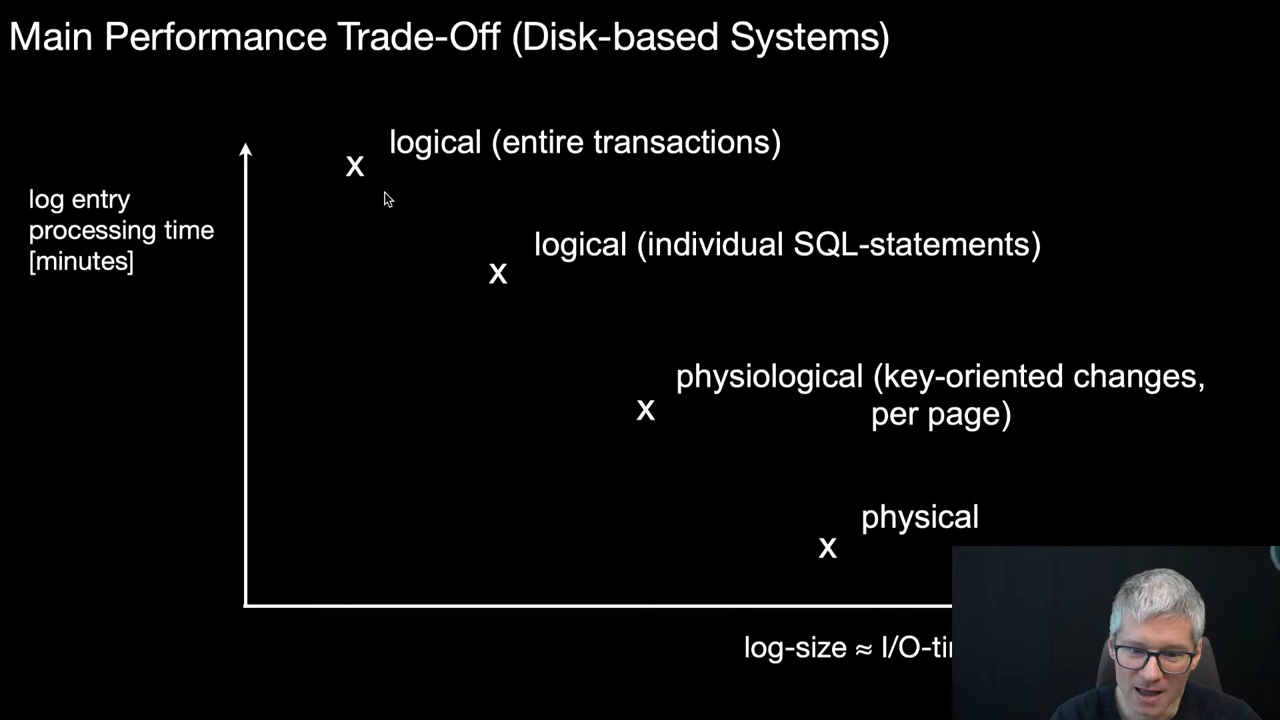 Main Performance Trade-Off (Disk-based Systems)
logical (entire transactions)
x
log entry
processing time
[minutes]
logical (individual SQL-statements)
x
physiological (key-oriented changes,
per page)
x
physical
x
log-size ≈